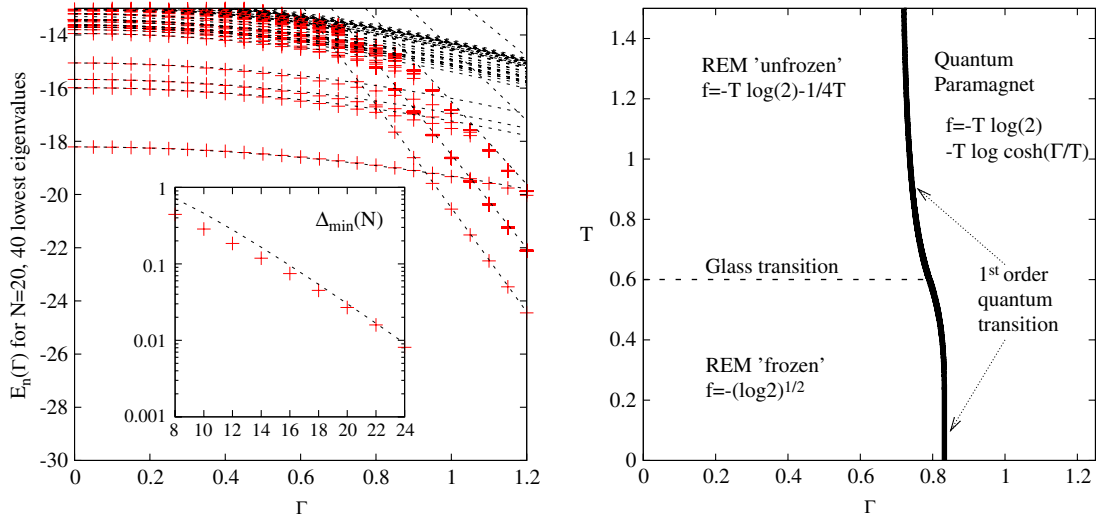 E_n(Γ) for N=20, 40 lowest eigenvalues
-14
-16
-18
-20
-22
-24
-26
-28
-30
0
0.2
0.4
0.6
0.8
1
1.2
Γ
Δ_min(N)
1
0.1
0.01
0.001
8
10
12
14
16
18
20
22
24
T
1.4
1.2
1
0.8
0.6
0.4
0.2
0
0
0.2
0.4
0.6
0.8
1
1.2
Γ
REM 'unfrozen'
f=-T log(2)-1/4T
Quantum
Paramagnet
f=-T log(2)
-T log cosh(Γ/T)
Glass transition
1st order
quantum
transition
REM 'frozen'
f=-(log2)^1/2